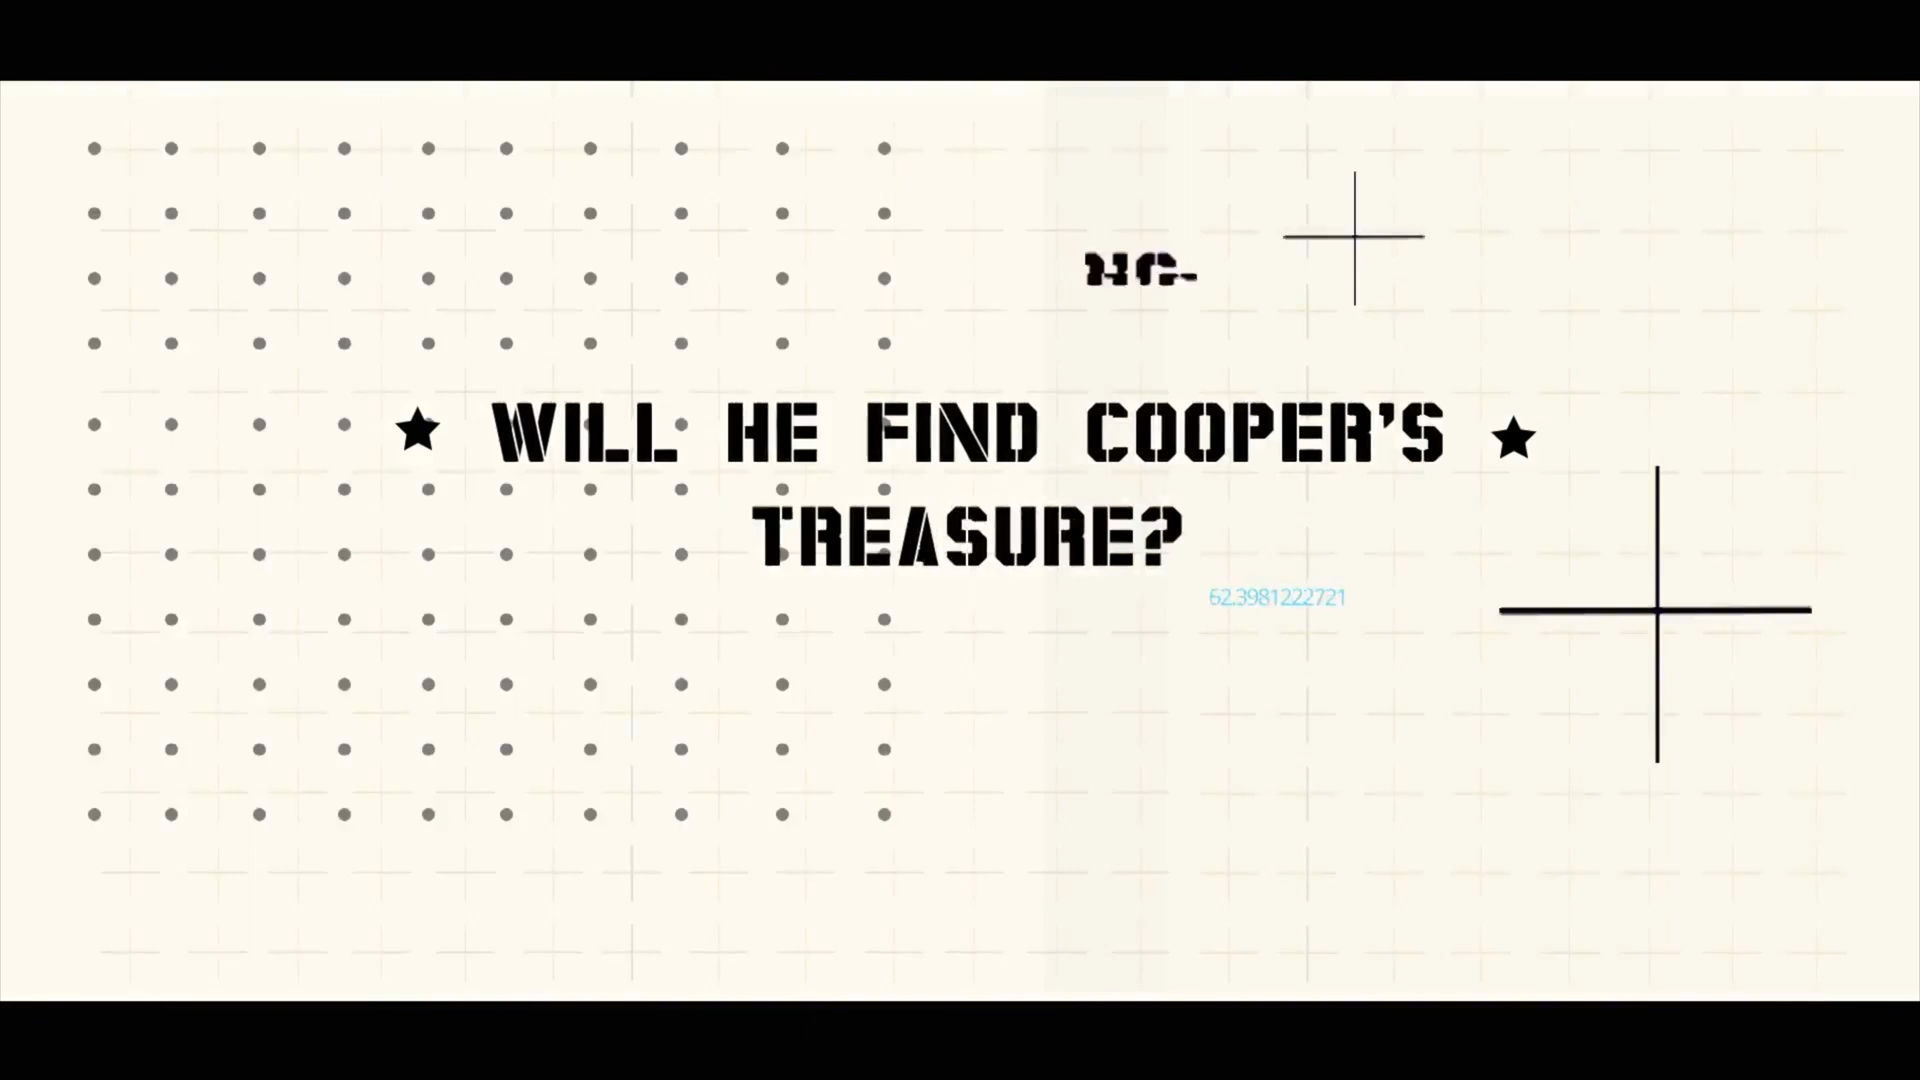 ★ WILL HE FIND COOPER'S ★
TREASURE?
62.3981222721